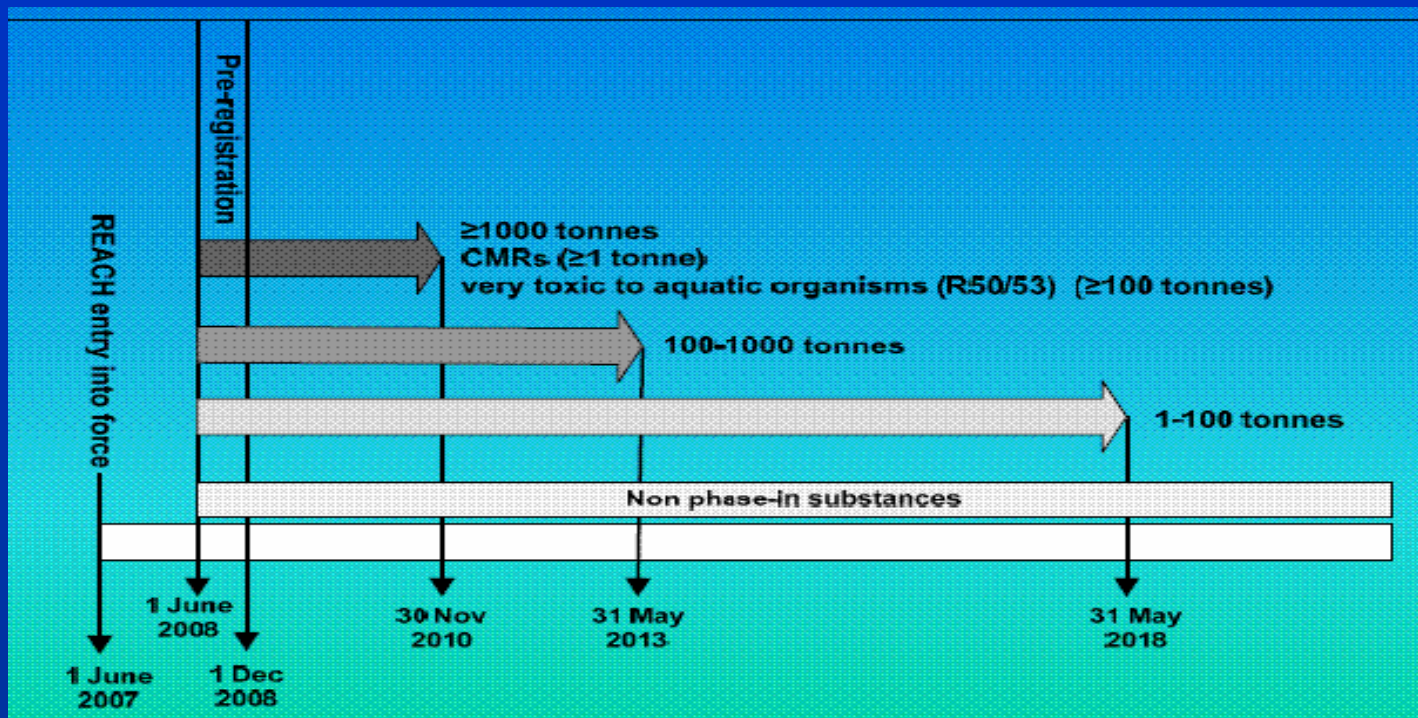 Pre-registration
REACH entry into force
≥1000 tonnes
CMRs (≥1 tonne)
very toxic to aquatic organisms (R50/53) (≥100 tonnes)
100-1000 tonnes
1-100 tonnes
Non phase-in substances
1 June
2007
1 June
2008
1 Dec
2008
30 Nov
2010
31 May
2013
31 May
2018